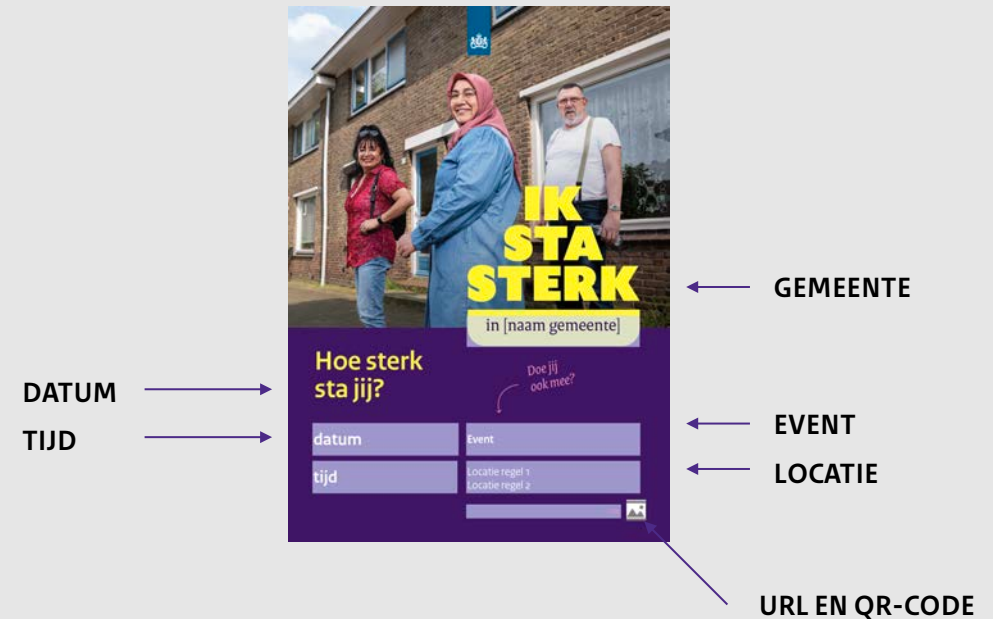 IK
STA
STERK
in [naam gemeente]
GEMEENTE
Hoe sterk
sta jij?
Doe jij
ook mee?
DATUM
TIJD
datum
Event
EVENT
tijd
Locatie regel 1
Locatie regel 2
LOCATIE
URL EN QR-CODE